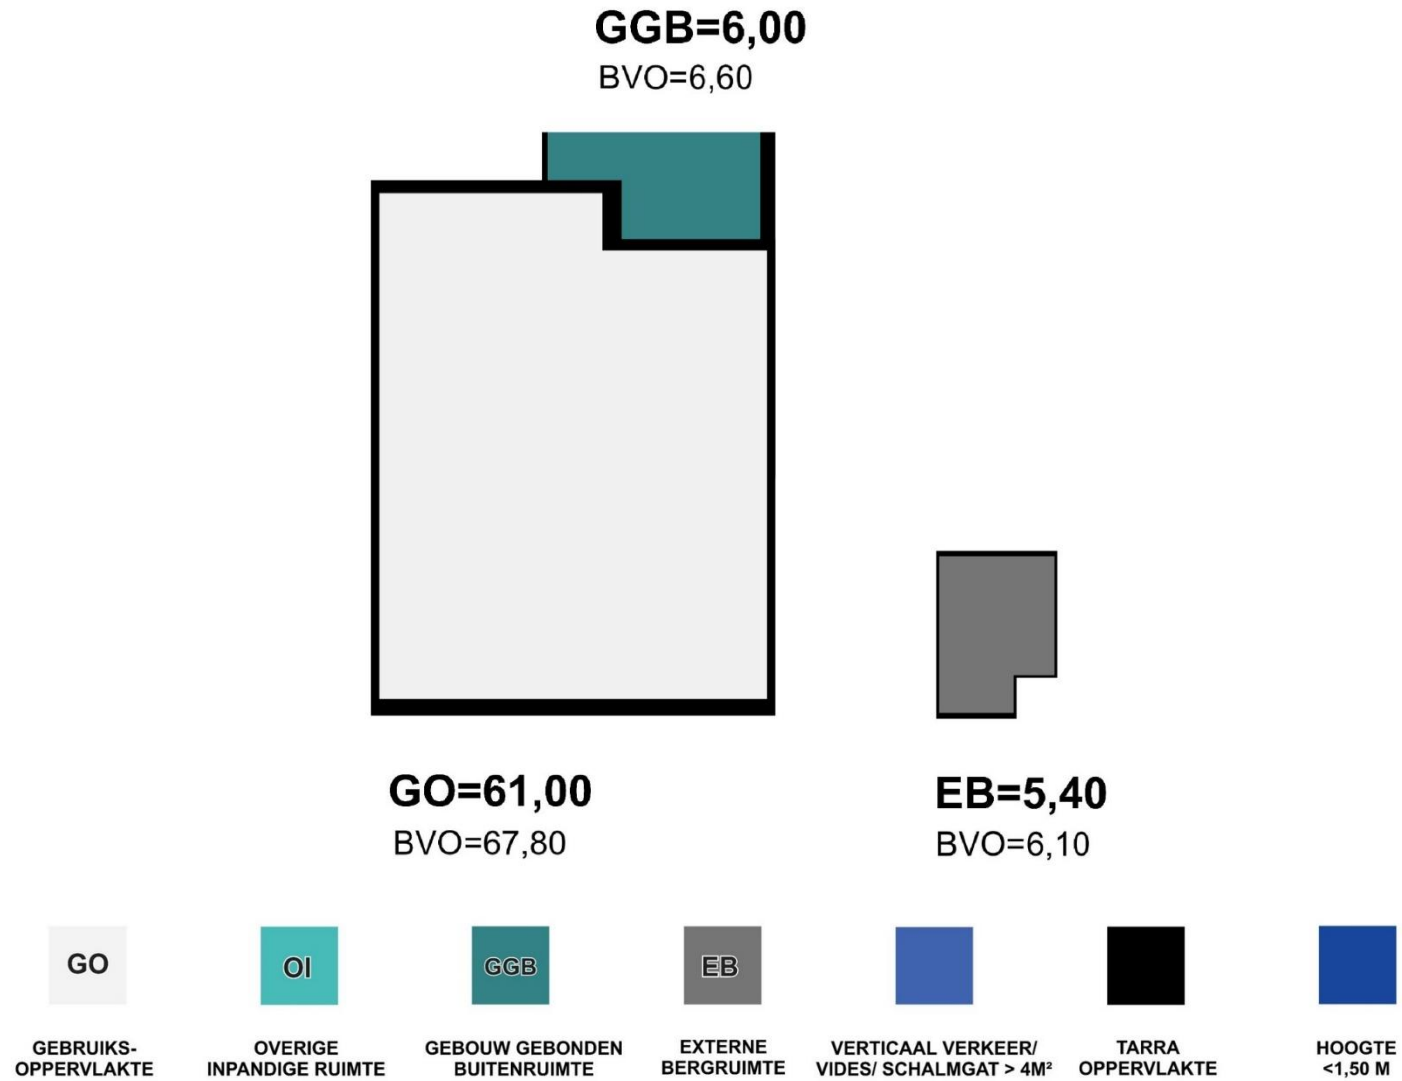 GGB=6,00
BVO=6,60
GO=61,00
BVO=67,80
EB=5,40
BVO=6,10
GO
OI
GGB
EB
GEBRUIKS-
OPPERVLAKTE
OVERIGE
INPANDIGE RUIMTE
GEBOUW GEBONDEN
BUITENRUIMTE
EXTERNE
BERGRUIMTE
VERTICAAL VERKEER/
VIDES/ SCHALMGAT > 4M²
TARRA
OPPERVLAKTE
HOOGTE
<1,50 M